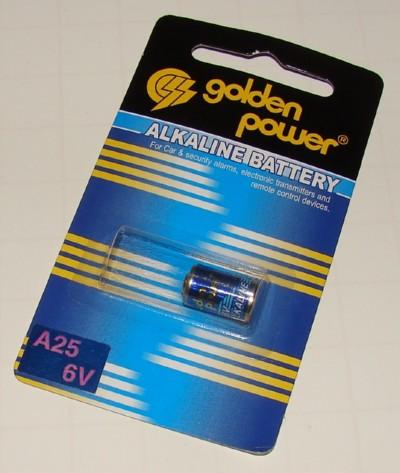 golden
power®
ALKALINE BATTERY
For Car & security alarms, electronic transmitters and
remote control devices.
A25
6V